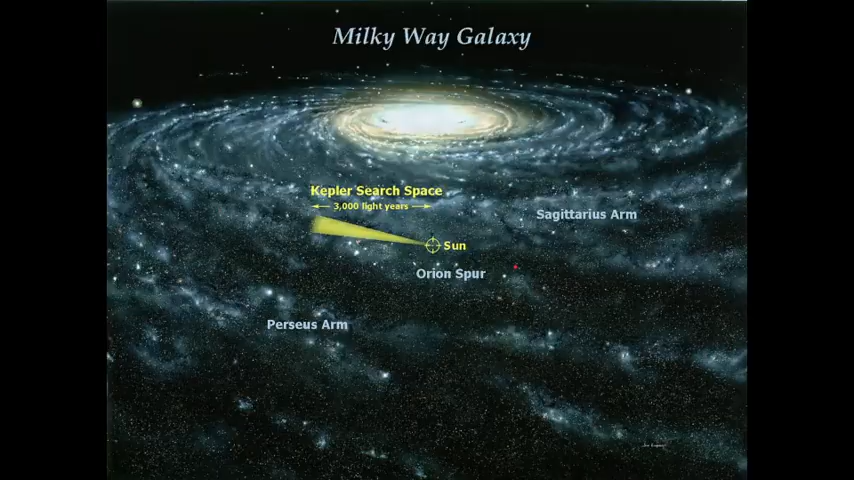 Milky Way Galaxy
Kepler Search Space
3,000 light years
Sagittarius Arm
Sun
Orion Spur
Perseus Arm